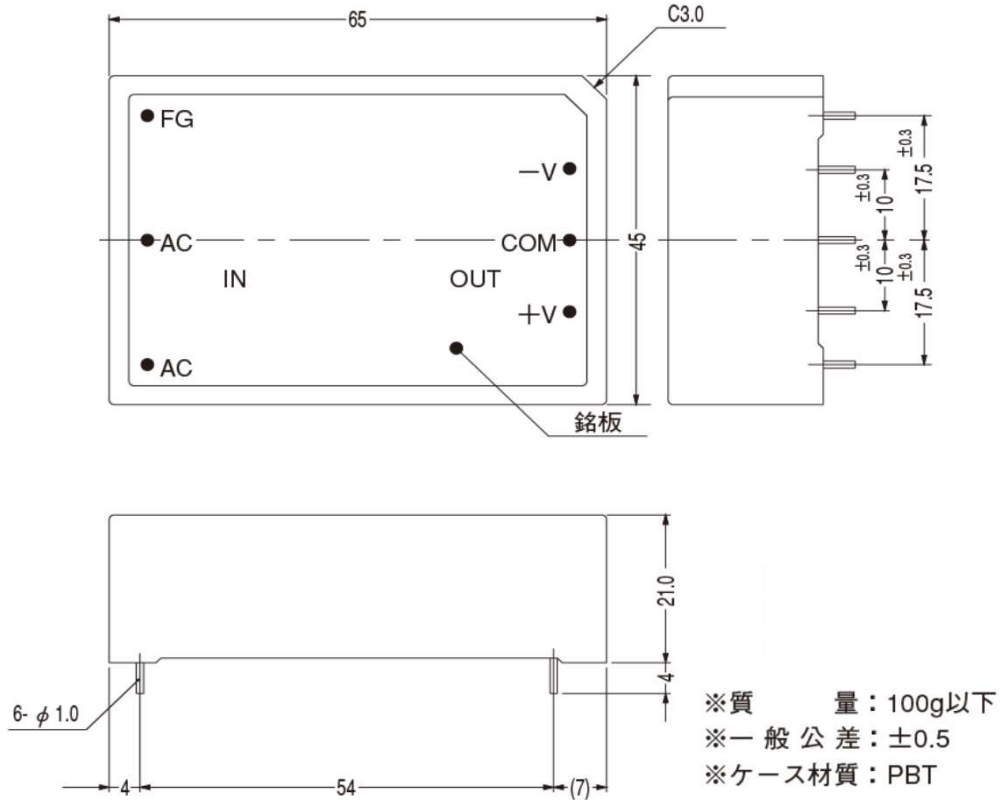 65
C3.0
FG
−V
AC
COM
IN
OUT
+V
AC
銘板
45
±0.3
17.5
±0.3
10
±0.3
10
±0.3
17.5
21.0
4
6-φ1.0
4
54
(7)
※質 量：100g以下
※一般公差：±0.5
※ケース材質：PBT